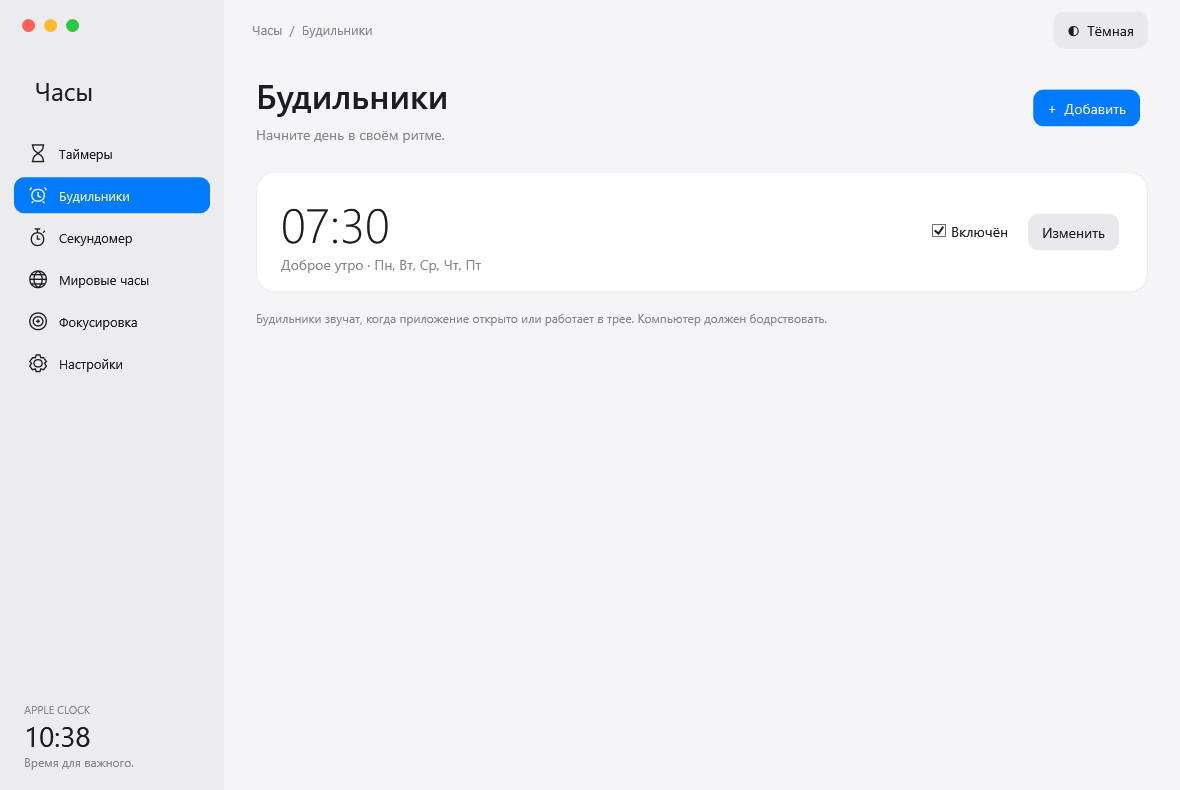 Часы / Будильники
Тёмная
Часы
Таймеры
Будильники
Секундомер
Мировые часы
Фокусировка
Настройки
APPLE CLOCK
10:38
Время для важного.
Будильники
Начните день в своём ритме.
+ Добавить
07:30
Доброе утро · Пн, Вт, Ср, Чт, Пт
Включён
Изменить
Будильники звучат, когда приложение открыто или работает в трее. Компьютер должен бодрствовать.